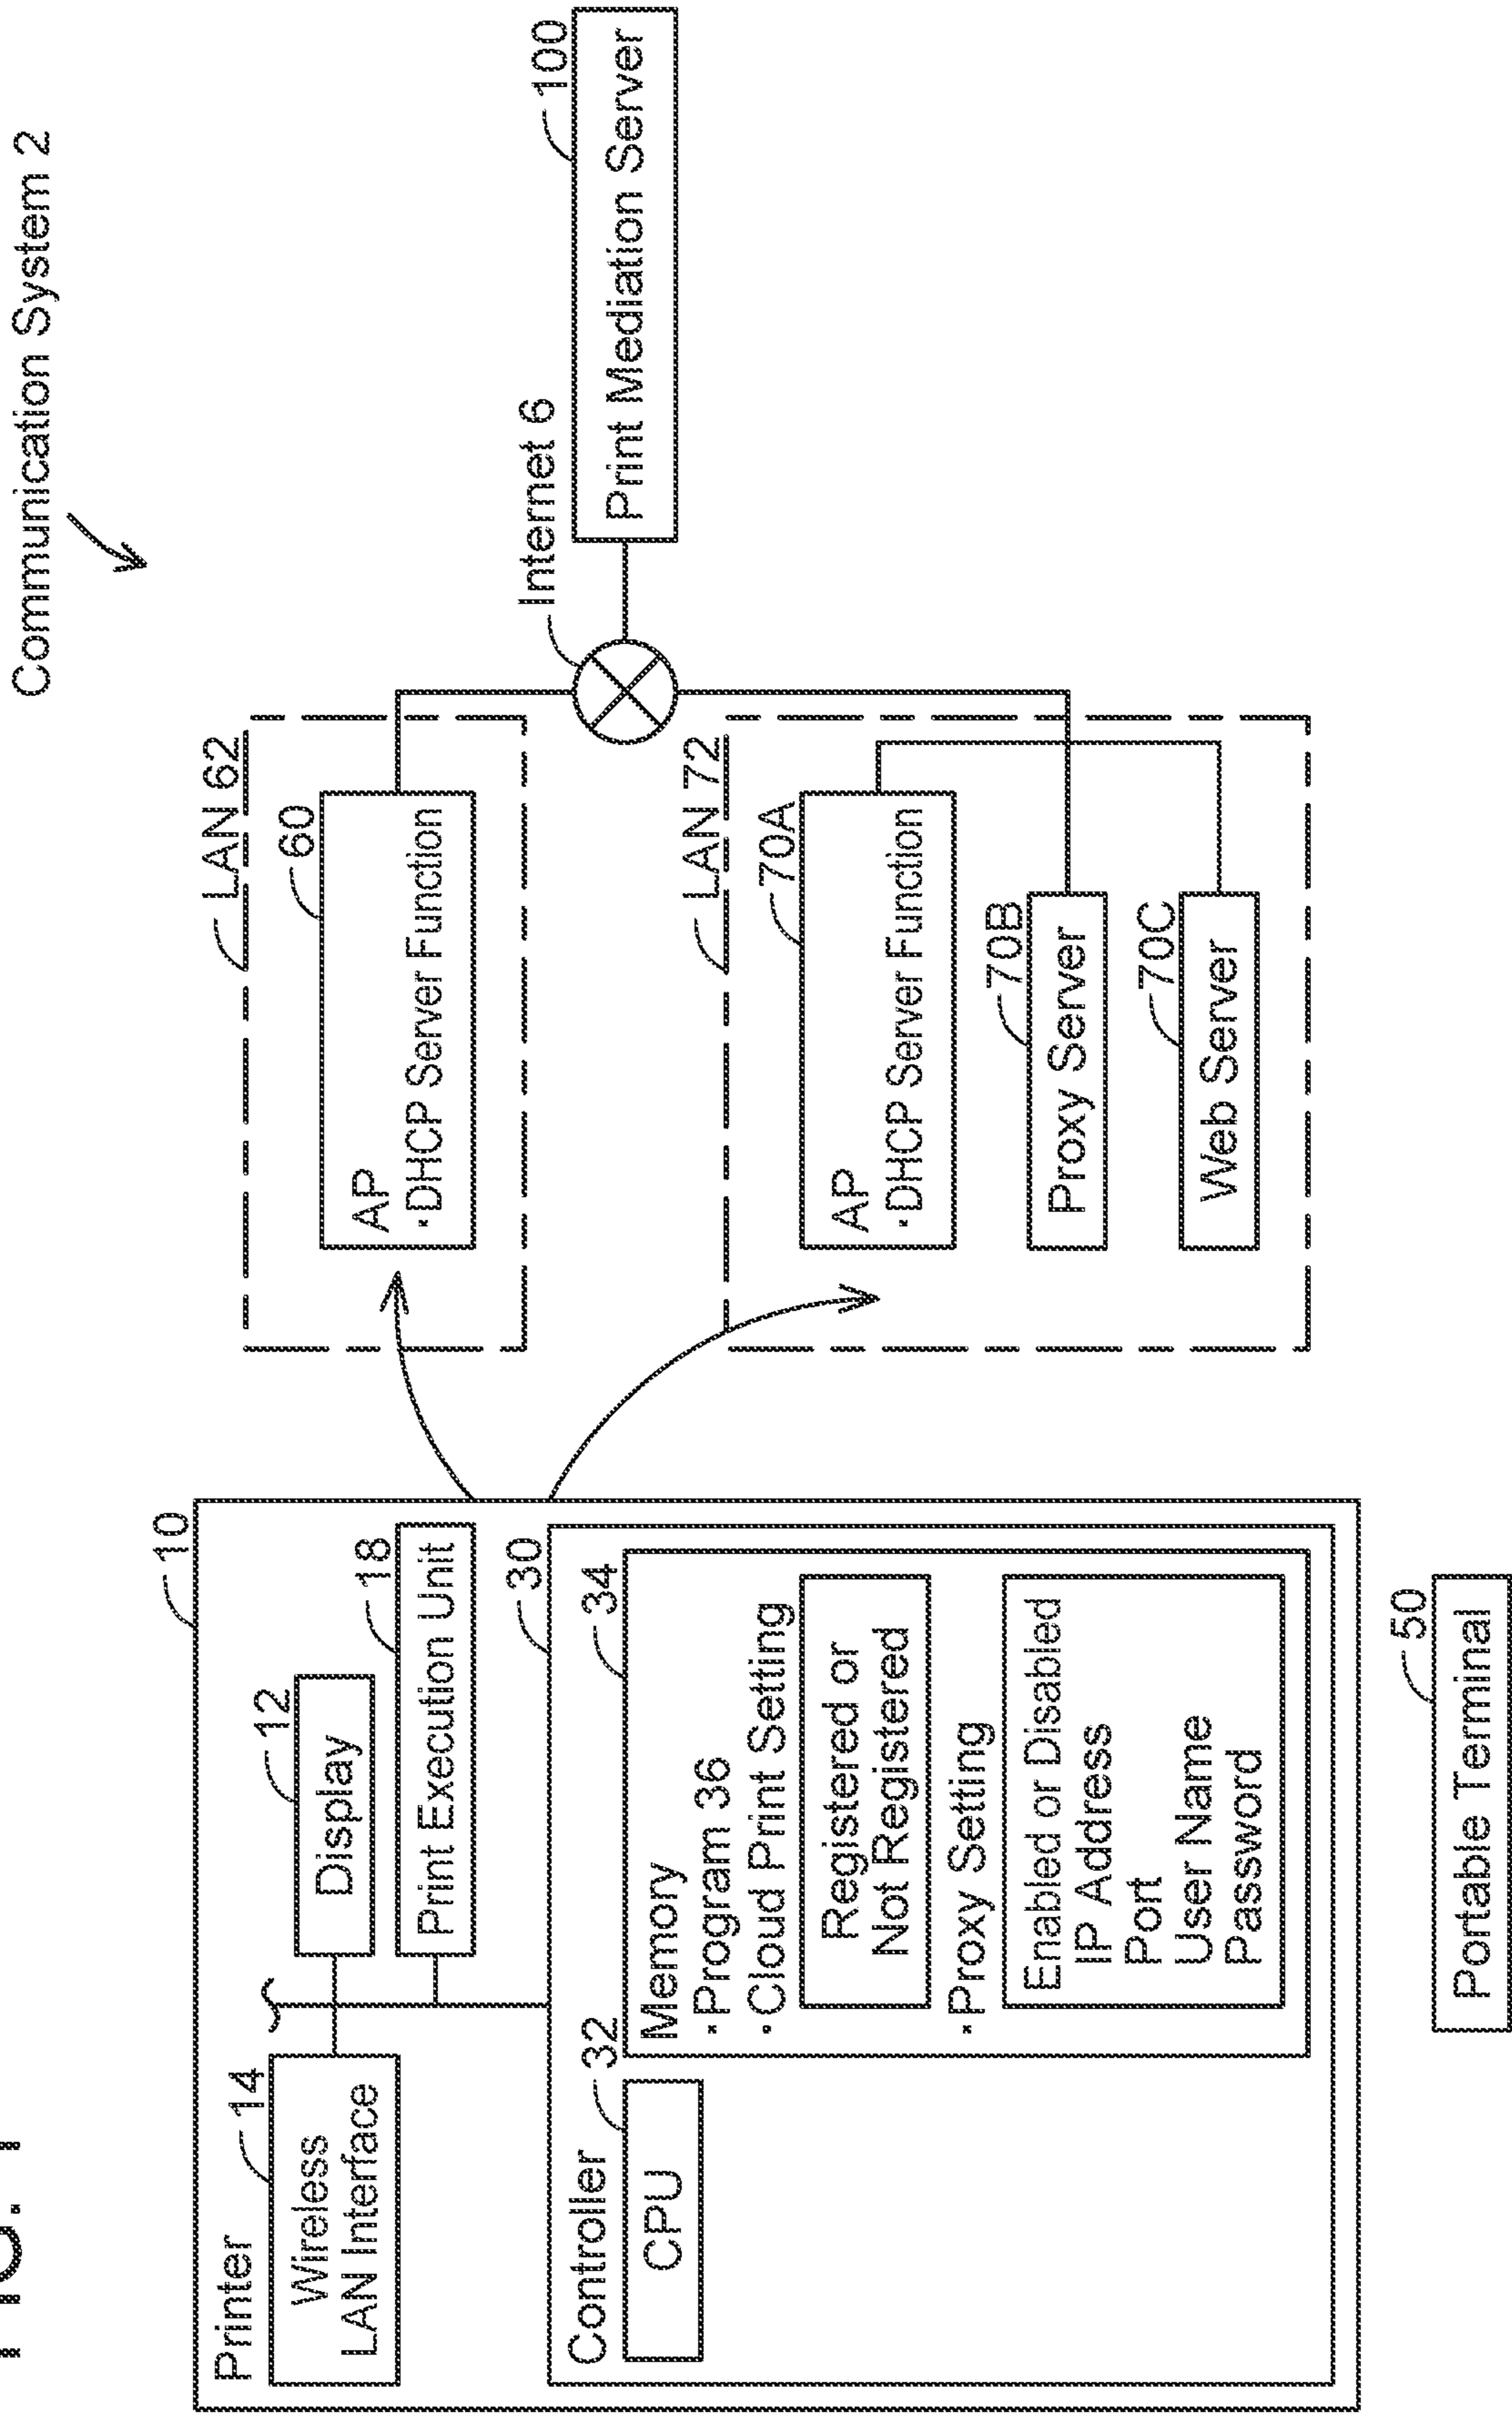 FIG. 1
Communication System 2
Printer
10
14
Wireless
LAN Interface
12
Display
18
Print Execution Unit
30
Controller
32
CPU
34
Memory
·Program 36
·Cloud Print Setting
Registered or
Not Registered
·Proxy Setting
Enabled or Disabled
IP Address
Port
User Name
Password
50
Portable Terminal
LAN 62
60
AP
·DHCP Server Function
LAN 72
70A
AP
·DHCP Server Function
70B
Proxy Server
70C
Web Server
Internet 6
100
Print Mediation Server